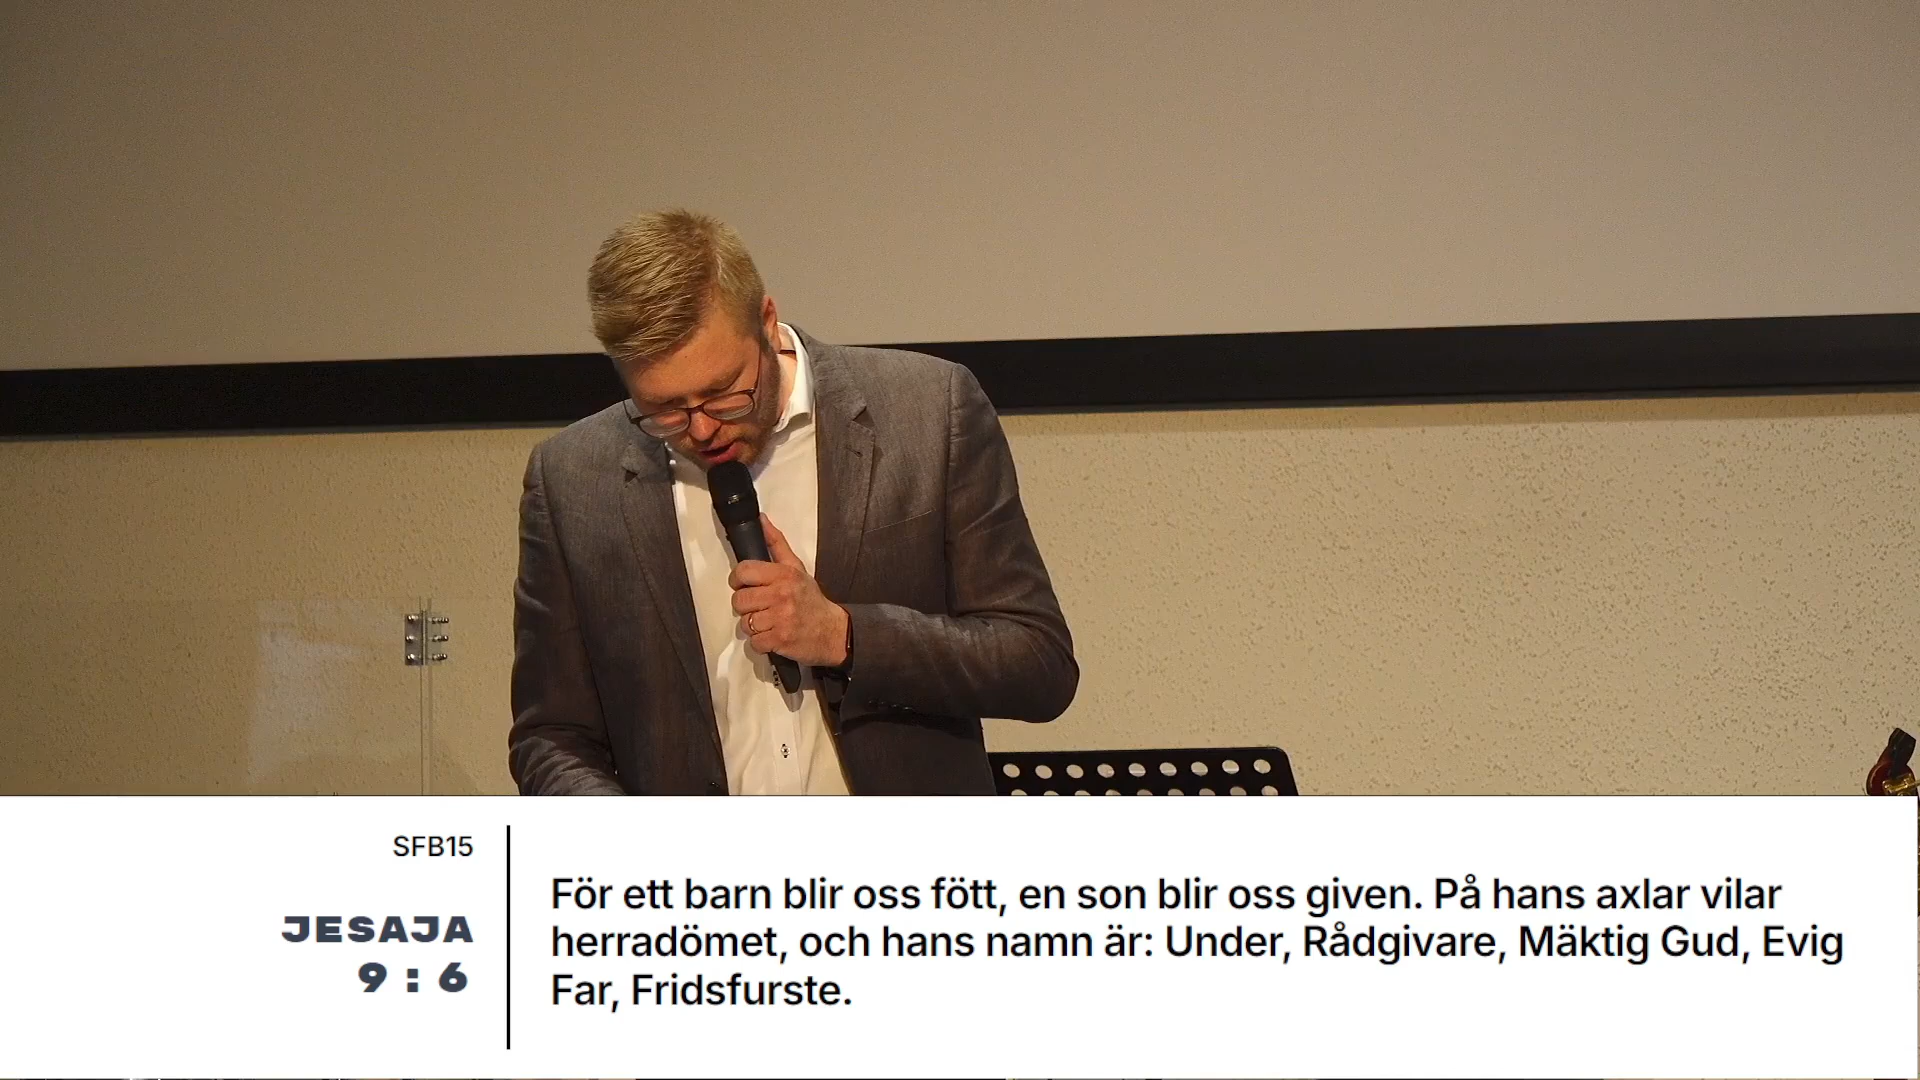 SFB15
JESAJA
9:6
För ett barn blir oss fött, en son blir oss given. På hans axlar vilar
herradömet, och hans namn är: Under, Rådgivare, Mäktig Gud, Evig
Far, Fridsfurste.